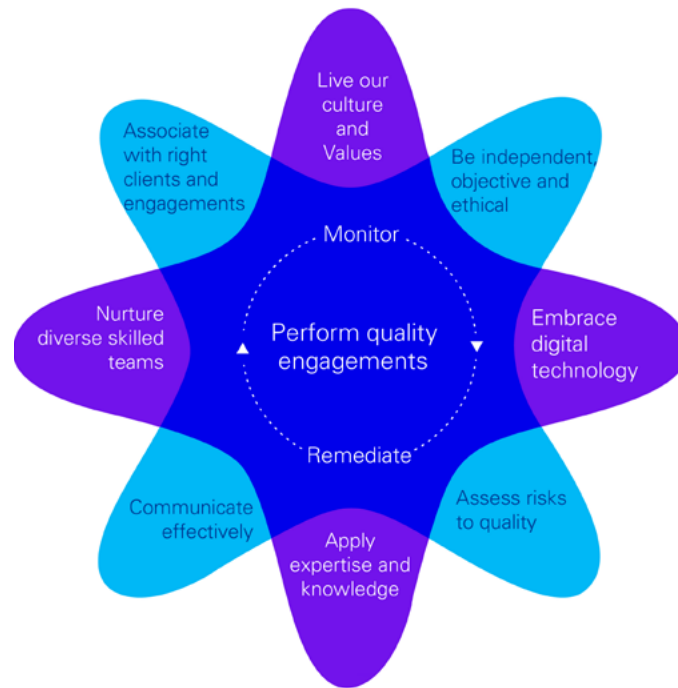 Live our
culture
and
Values
Associate
with right
clients and
engagements
Be independent,
objective and
ethical
Monitor
Nurture
diverse skilled
teams
Perform quality
engagements
Embrace
digital
technology
Remediate
Communicate
effectively
Assess risks
to quality
Apply
expertise and
knowledge